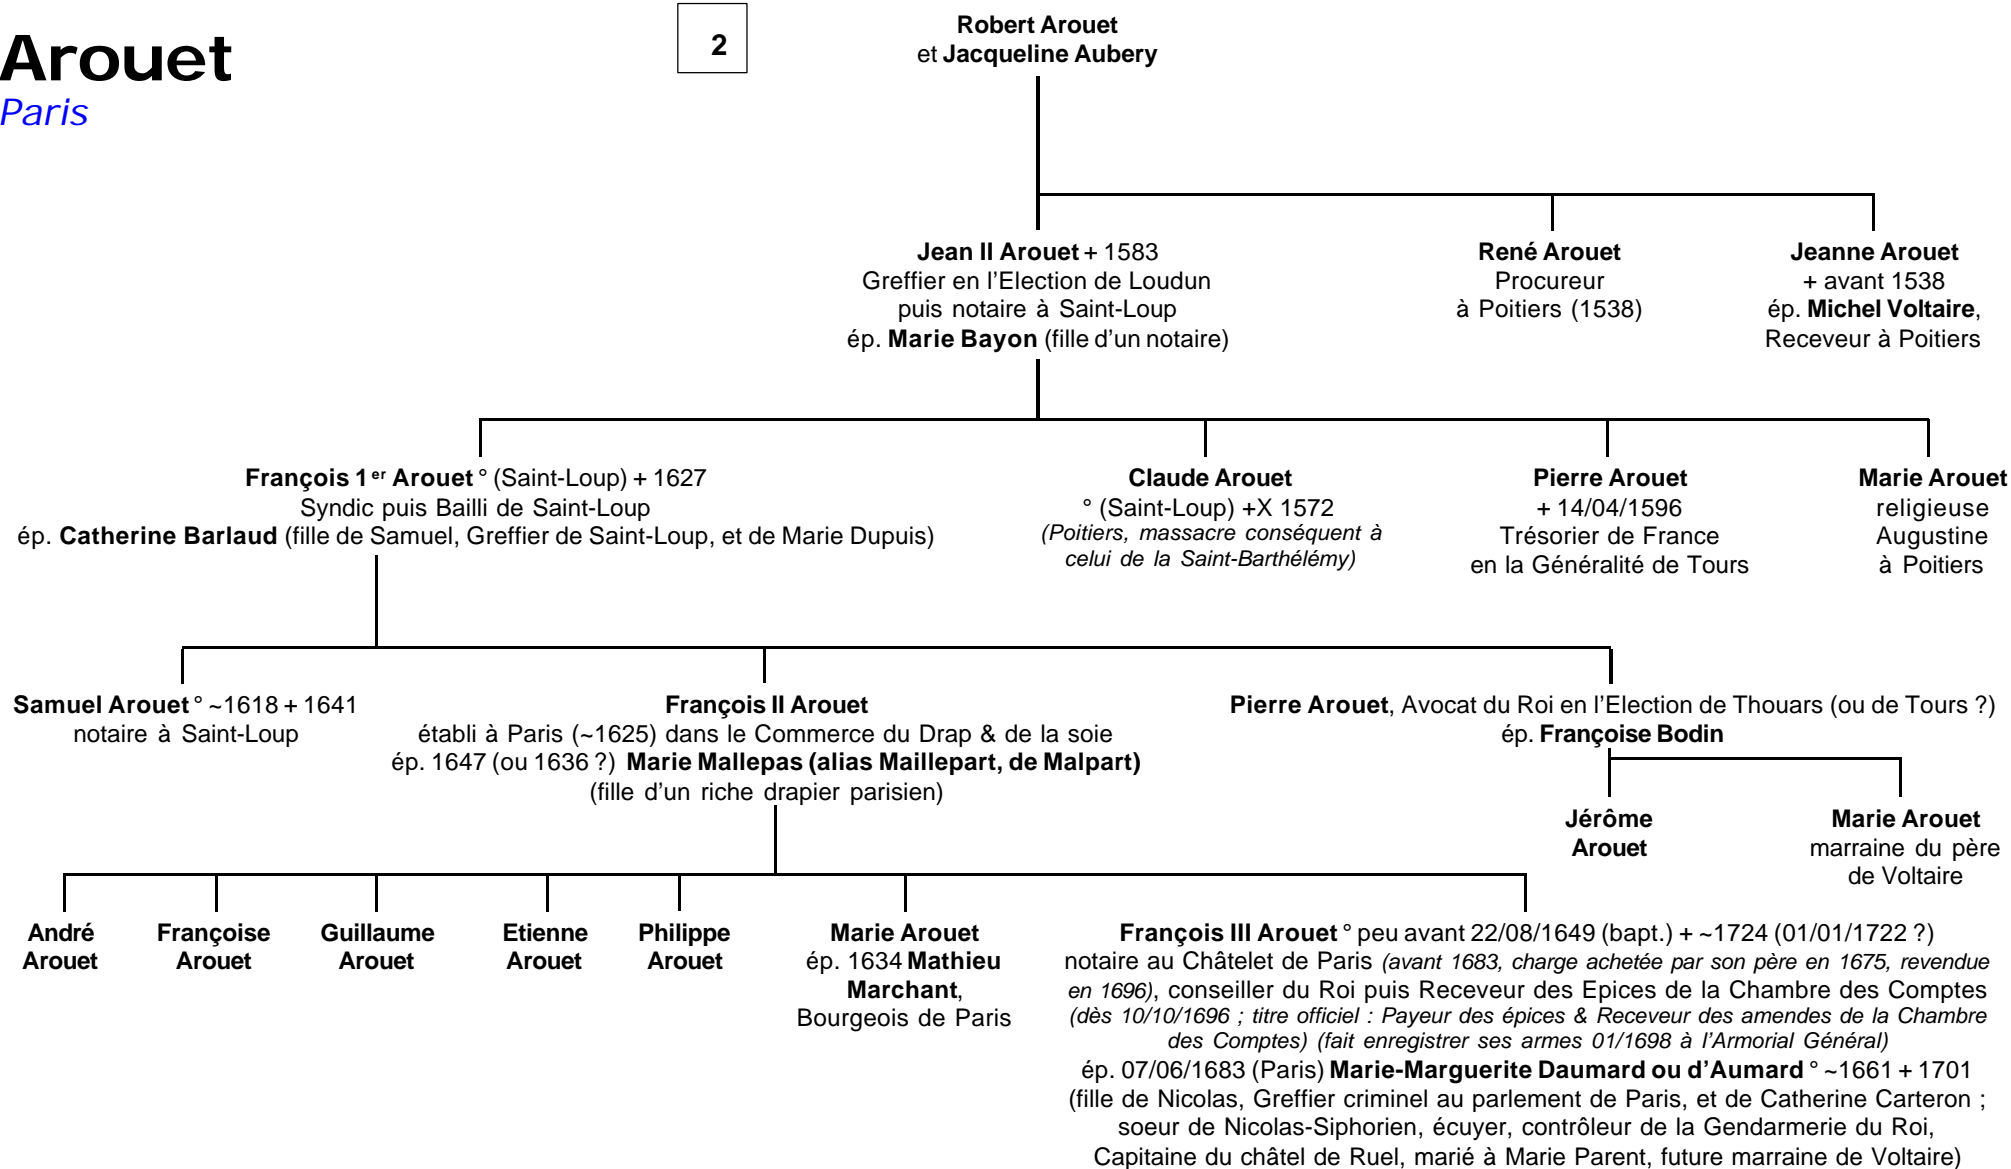 Arouet
Paris
2
Robert Arouet
et Jacqueline Aubery
Jean II Arouet + 1583
Greffier en l’Election de Loudun
puis notaire à Saint-Loup
ép. Marie Bayon (fille d’un notaire)
René Arouet
Procureur
à Poitiers (1538)
Jeanne Arouet
+ avant 1538
ép. Michel Voltaire,
Receveur à Poitiers
François 1er Arouet ° (Saint-Loup) + 1627
Syndic puis Bailli de Saint-Loup
ép. Catherine Barlaud (fille de Samuel, Greffier de Saint-Loup, et de Marie Dupuis)
Claude Arouet
° (Saint-Loup) +X 1572
(Poitiers, massacre conséquent à
celui de la Saint-Barthélémy)
Pierre Arouet
+ 14/04/1596
Trésorier de France
en la Généralité de Tours
Marie Arouet
religieuse
Augustine
à Poitiers
Samuel Arouet ° ~1618 + 1641
notaire à Saint-Loup
François II Arouet
établi à Paris (~1625) dans le Commerce du Drap & de la soie
ép. 1647 (ou 1636 ?) Marie Mallepas (alias Maillepart, de Malpart)
(fille d’un riche drapier parisien)
Pierre Arouet, Avocat du Roi en l’Election de Thouars (ou de Tours ?)
ép. Françoise Bodin
Jérôme
Arouet
Marie Arouet
marraine du père
de Voltaire
André
Arouet
Françoise
Arouet
Guillaume
Arouet
Etienne
Arouet
Philippe
Arouet
Marie Arouet
ép. 1634 Mathieu
Marchant,
Bourgeois de Paris
François III Arouet ° peu avant 22/08/1649 (bapt.) + ~1724 (01/01/1722 ?)
notaire au Châtelet de Paris (avant 1683, charge achetée par son père en 1675, revendue
en 1696), conseiller du Roi puis Receveur des Epices de la Chambre des Comptes
(dès 10/10/1696 ; titre officiel : Payeur des épices & Receveur des amendes de la Chambre
des Comptes) (fait enregistrer ses armes 01/1698 à l’Armorial Général)
ép. 07/06/1683 (Paris) Marie-Marguerite Daumard ou d’Aumard ° ~1661 + 1701
(fille de Nicolas, Greffier criminel au parlement de Paris, et de Catherine Carteron ;
soeur de Nicolas-Siphorien, écuyer, contrôleur de la Gendarmerie du Roi,
Capitaine du châtel de Ruel, marié à Marie Parent, future marraine de Voltaire)